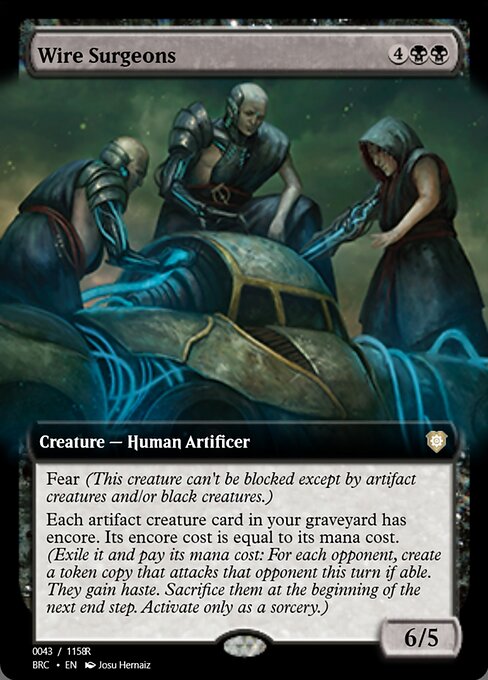 Wire Surgeons 4
Creature — Human Artificer
Fear (This creature can't be blocked except by artifact
creatures and/or black creatures.)
Each artifact creature card in your graveyard has
encore. Its encore cost is equal to its mana cost.
(Exile it and pay its mana cost: For each opponent, create
a token copy that attacks that opponent this turn if able.
They gain haste. Sacrifice them at the beginning of the
next end step. Activate only as a sorcery.)
6/5
0043 / 1158R
BRC • EN Josu Hernaiz